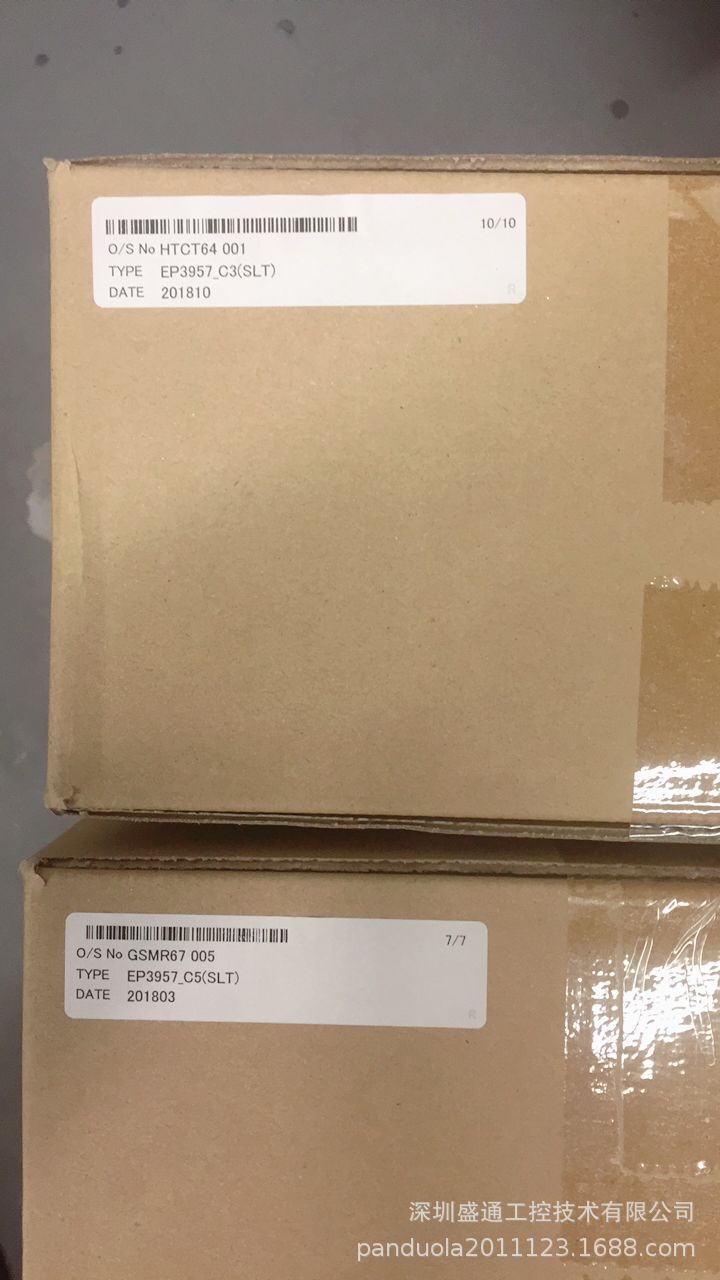 10/10
O/S No HTCT64 001
TYPE EP3957_C3(SLT)
DATE 201810
R
7/7
O/S No GSMR67 005
TYPE EP3957_C5(SLT)
DATE 201803
R
深圳盛通工控技术有限公司
panduola2011123.1688.com